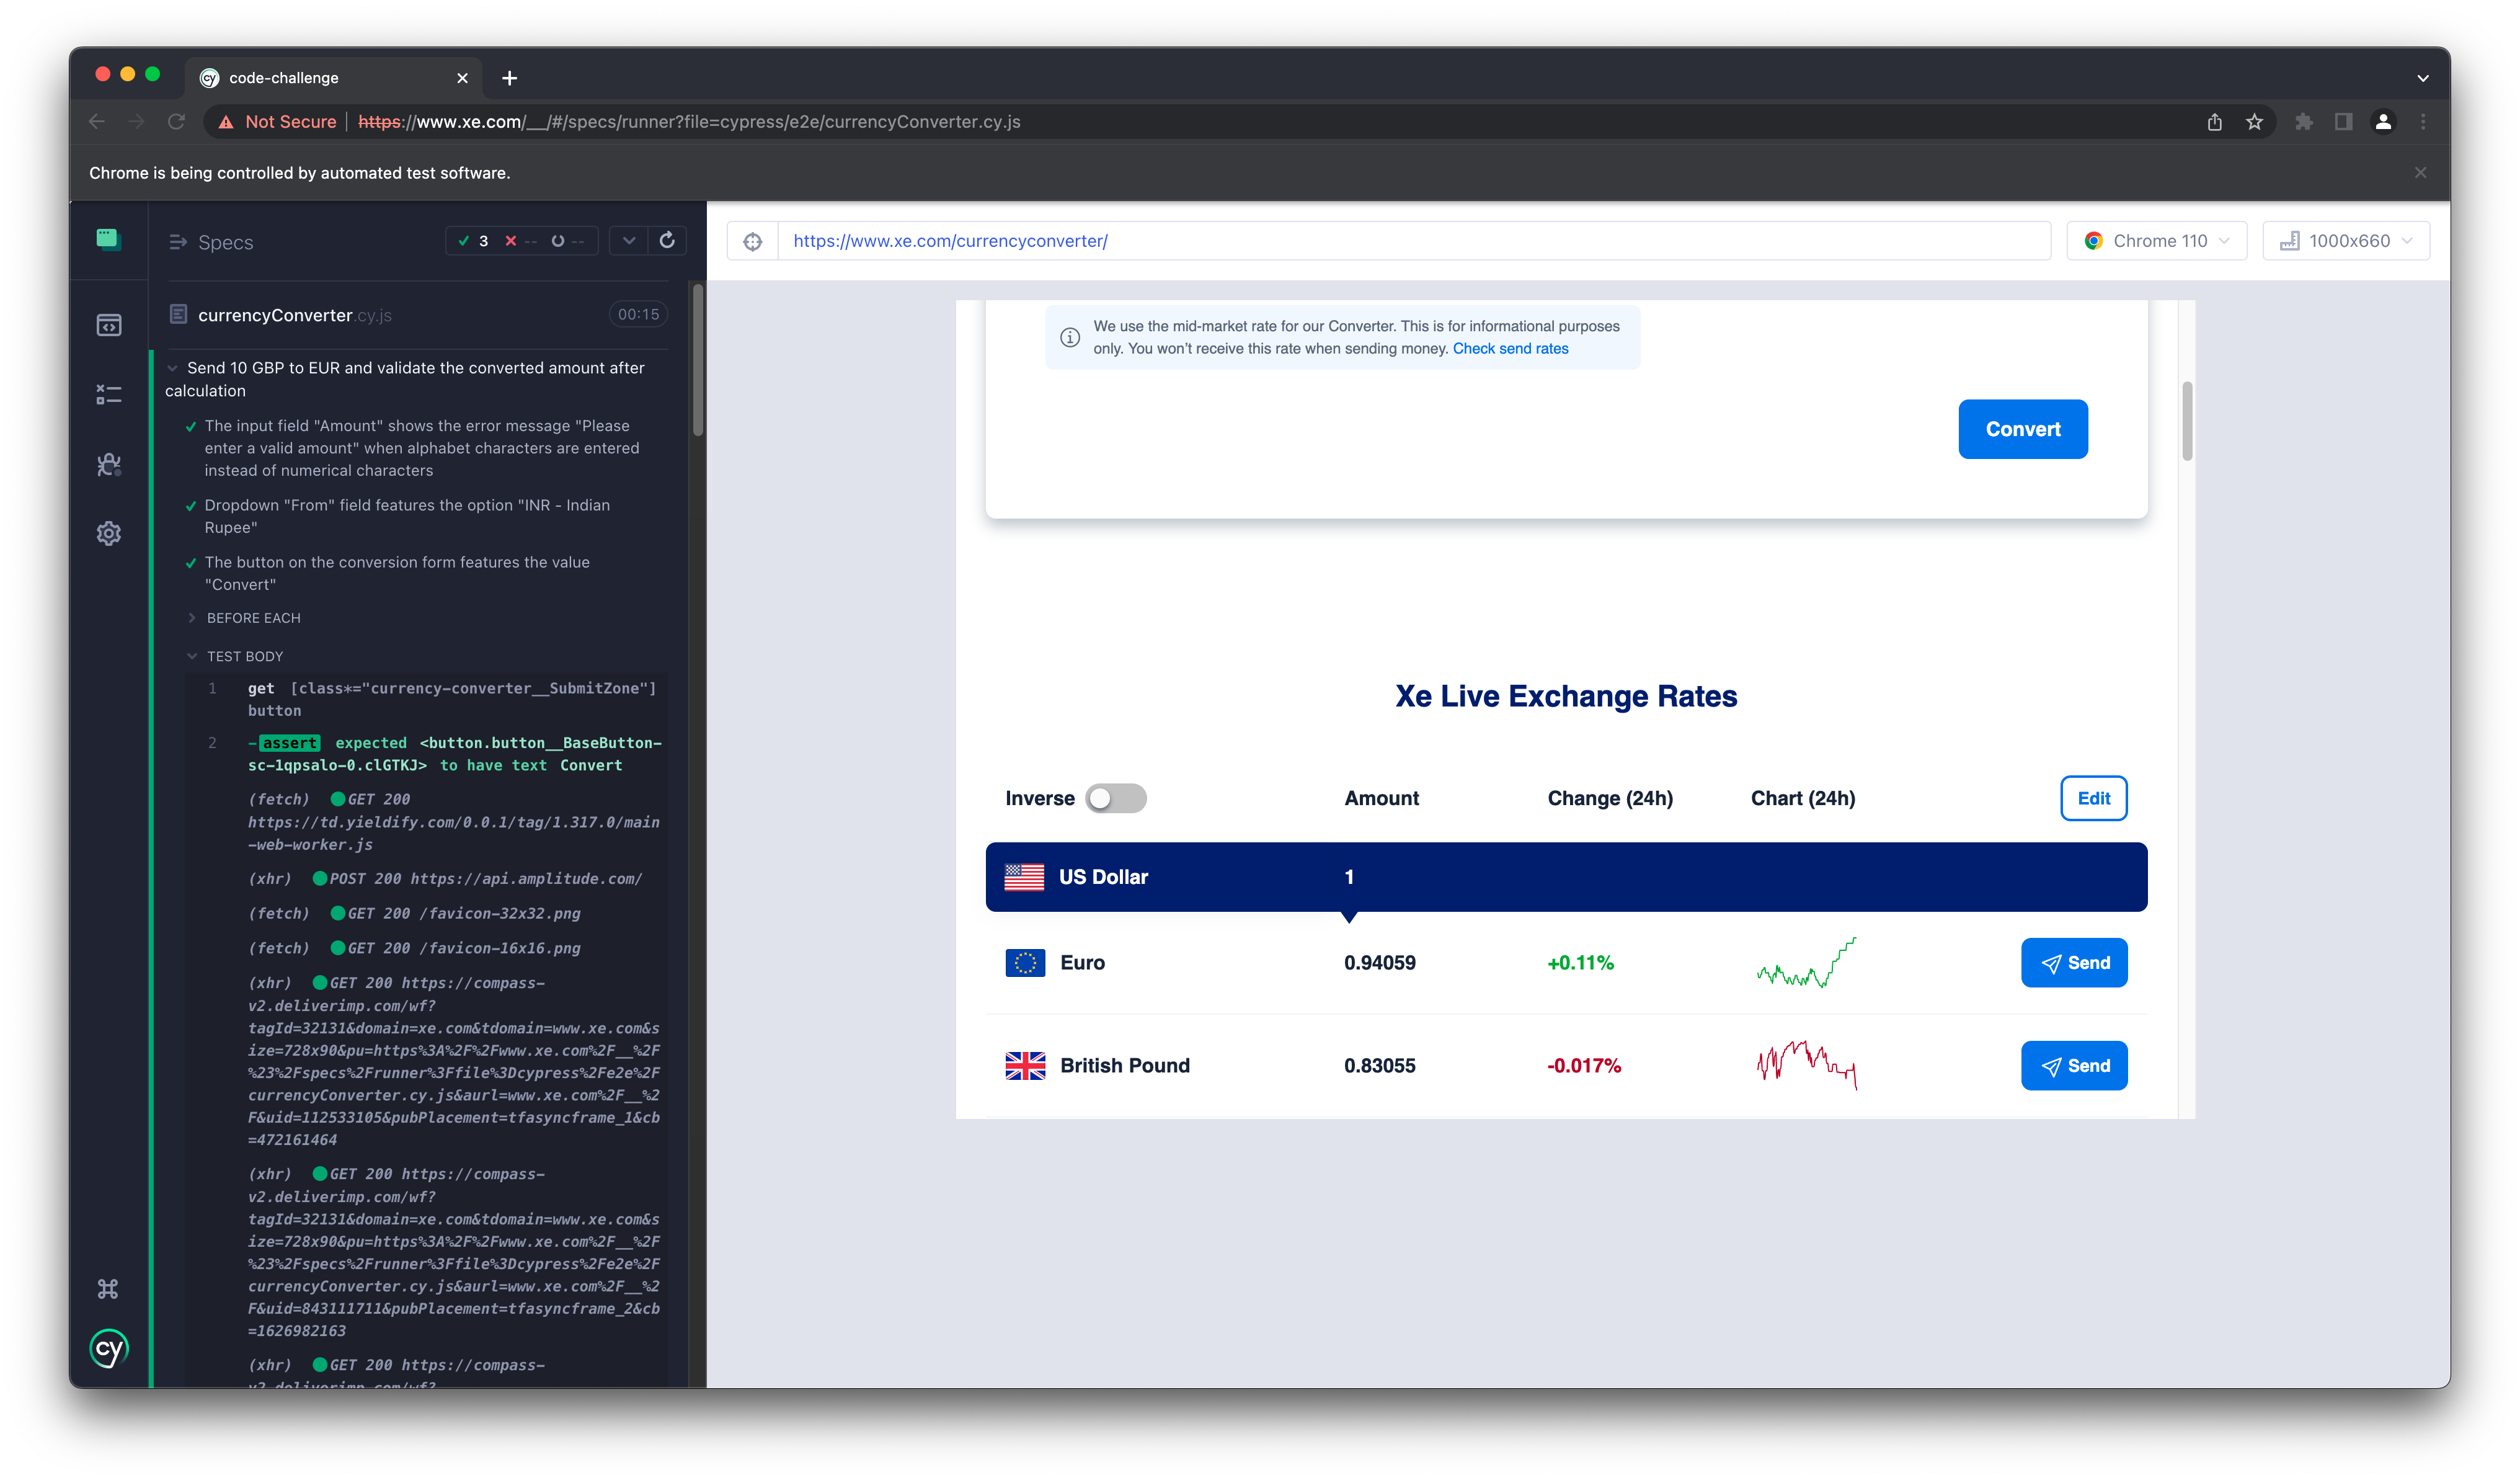 code-challenge
Not Secure | https://www.xe.com/__/#/specs/runner?file=cypress/e2e/currencyConverter.cy.js
Chrome is being controlled by automated test software.
Specs
3 -- --
https://www.xe.com/currencyconverter/
Chrome 110
1000x660
currencyConverter.cy.js
00:15
Send 10 GBP to EUR and validate the converted amount after
calculation
The input field "Amount" shows the error message "Please
enter a valid amount" when alphabet characters are entered
instead of numerical characters
Dropdown "From" field features the option "INR - Indian
Rupee"
The button on the conversion form features the value
"Convert"
BEFORE EACH
TEST BODY
1 get [class*="currency-converter__SubmitZone"]
button
2 -assert expected <button.button__BaseButton-
sc-1qpsalo-0.clGTKJ> to have text Convert
(fetch) GET 200
https://td.yieldify.com/0.0.1/tag/1.317.0/main
-web-worker.js
(xhr) POST 200 https://api.amplitude.com/
(fetch) GET 200 /favicon-32x32.png
(fetch) GET 200 /favicon-16x16.png
(xhr) GET 200 https://compass-
v2.deliverimp.com/wf?
tagId=32131&domain=xe.com&tdomain=www.xe.com&s
ize=728x90&pu=https%3A%2F%2Fwww.xe.com%2F__%2F
%23%2Fspecs%2Frunner%3Ffile%3Dcypress%2Fe2e%2F
currencyConverter.cy.js&aurl=www.xe.com%2F__%2
F&uid=112533105&pubPlacement=tfasyncframe_1&cb
=472161464
(xhr) GET 200 https://compass-
v2.deliverimp.com/wf?
tagId=32131&domain=xe.com&tdomain=www.xe.com&s
ize=728x90&pu=https%3A%2F%2Fwww.xe.com%2F__%2F
%23%2Fspecs%2Frunner%3Ffile%3Dcypress%2Fe2e%2F
currencyConverter.cy.js&aurl=www.xe.com%2F__%2
F&uid=843111711&pubPlacement=tfasyncframe_2&cb
=1626982163
(xhr) GET 200 https://compass-
v2.deliverimp.com/wf?
cy
We use the mid-market rate for our Converter. This is for informational purposes
only. You won’t receive this rate when sending money. Check send rates
Convert
Xe Live Exchange Rates
Inverse Amount Change (24h) Chart (24h) Edit
US Dollar 1
Euro 0.94059 +0.11% Send
British Pound 0.83055 -0.017% Send